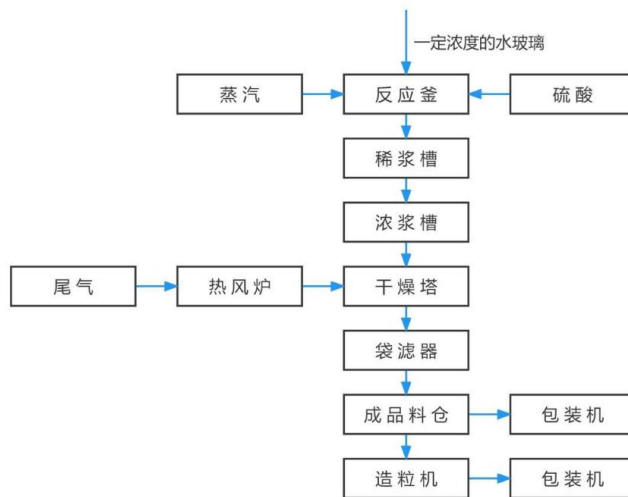 一定浓度的水玻璃
蒸汽
反应釜
硫酸
稀浆槽
浓浆槽
尾气
热风炉
干燥塔
袋滤器
成品料仓
包装机
造粒机
包装机